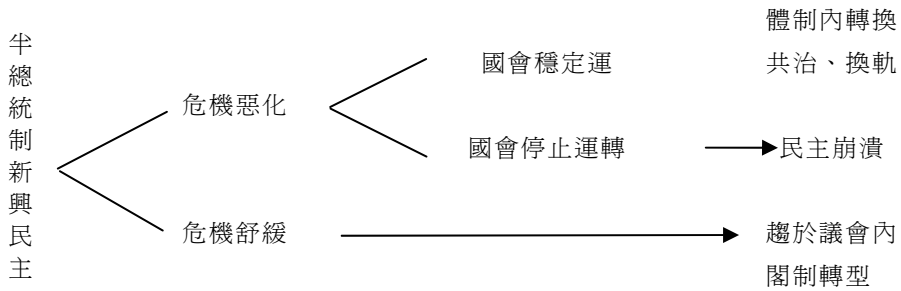 半總統制新興民主
危機惡化
國會穩定運
體制內轉換
共治、換軌
國會停止運轉
民主崩潰
危機舒緩
趨於議會內
閣制轉型